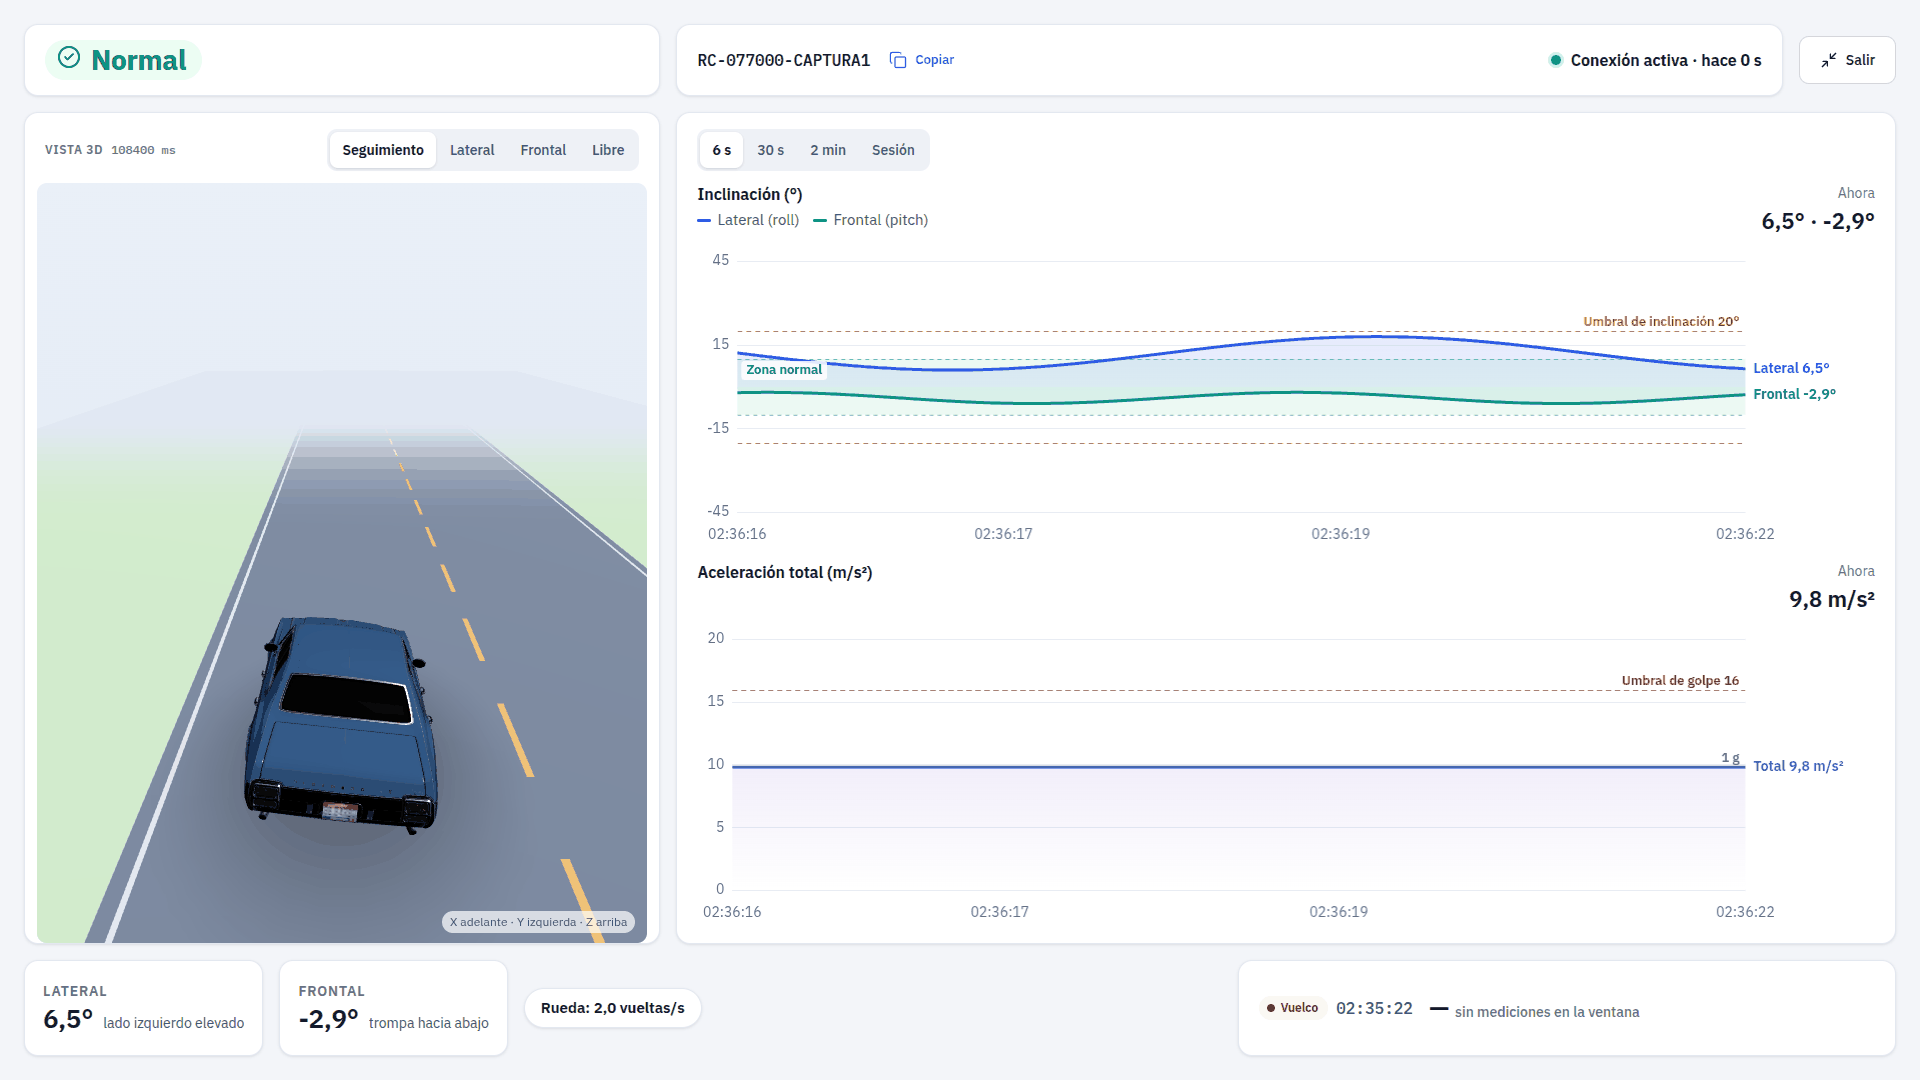 Normal
RC-077000-CAPTURA1 Copiar
Conexión activa · hace 0 s
Salir
VISTA 3D 108400 ms
Seguimiento Lateral Frontal Libre
X adelante · Y izquierda · Z arriba
6 s 30 s 2 min Sesión
Inclinación (°)
Lateral (roll) Frontal (pitch)
Ahora
6,5° · -2,9°
45
15
-15
-45
Umbral de inclinación 20°
Zona normal
Lateral 6,5°
Frontal -2,9°
02:36:16 02:36:17 02:36:19 02:36:22
Aceleración total (m/s²)
Ahora
9,8 m/s²
20
15
10
5
0
Umbral de golpe 16
1 g
Total 9,8 m/s²
02:36:16 02:36:17 02:36:19 02:36:22
LATERAL
6,5° lado izquierdo elevado
FRONTAL
-2,9° trompa hacia abajo
Rueda: 2,0 vueltas/s
Vuelco 02:35:22 — sin mediciones en la ventana